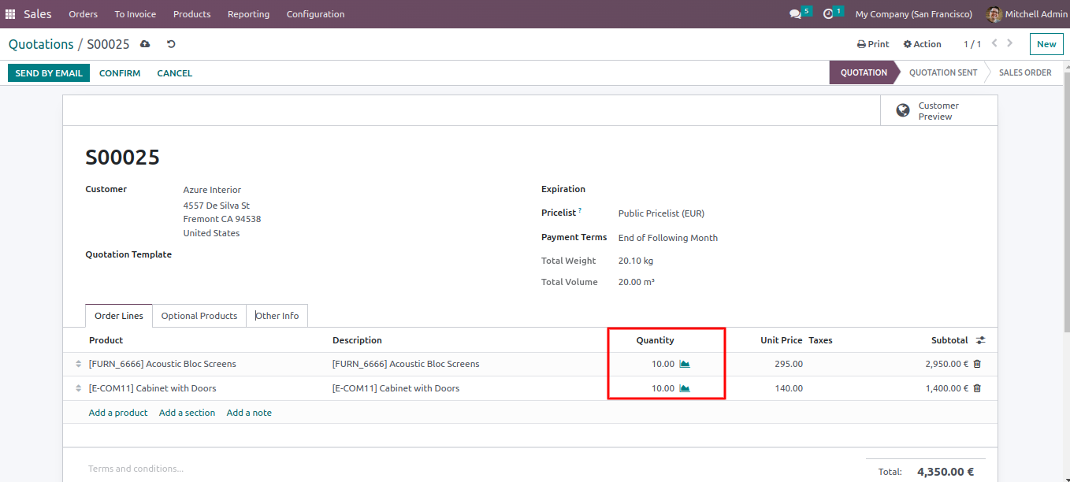 Sales Orders To Invoice Products Reporting Configuration 5 1 My Company (San Francisco) Mitchell Admin
Quotations / S00025 Print Action 1 / 1 New
SEND BY EMAIL CONFIRM CANCEL QUOTATION QUOTATION SENT SALES ORDER
Customer
Preview
S00025
Customer Azure Interior Expiration
4557 De Silva St
Fremont CA 94538 Pricelist ? Public Pricelist (EUR)
United States Payment Terms End of Following Month
Quotation Template Total Weight 20.10 kg
Total Volume 20.00 m³
Order Lines Optional Products Other Info
Product Description Quantity Unit Price Taxes Subtotal
[FURN_6666] Acoustic Bloc Screens [FURN_6666] Acoustic Bloc Screens 10.00 295.00 2,950.00 €
[E-COM11] Cabinet with Doors [E-COM11] Cabinet with Doors 10.00 140.00 1,400.00 €
Add a product Add a section Add a note
Terms and conditions... Total: 4,350.00 €